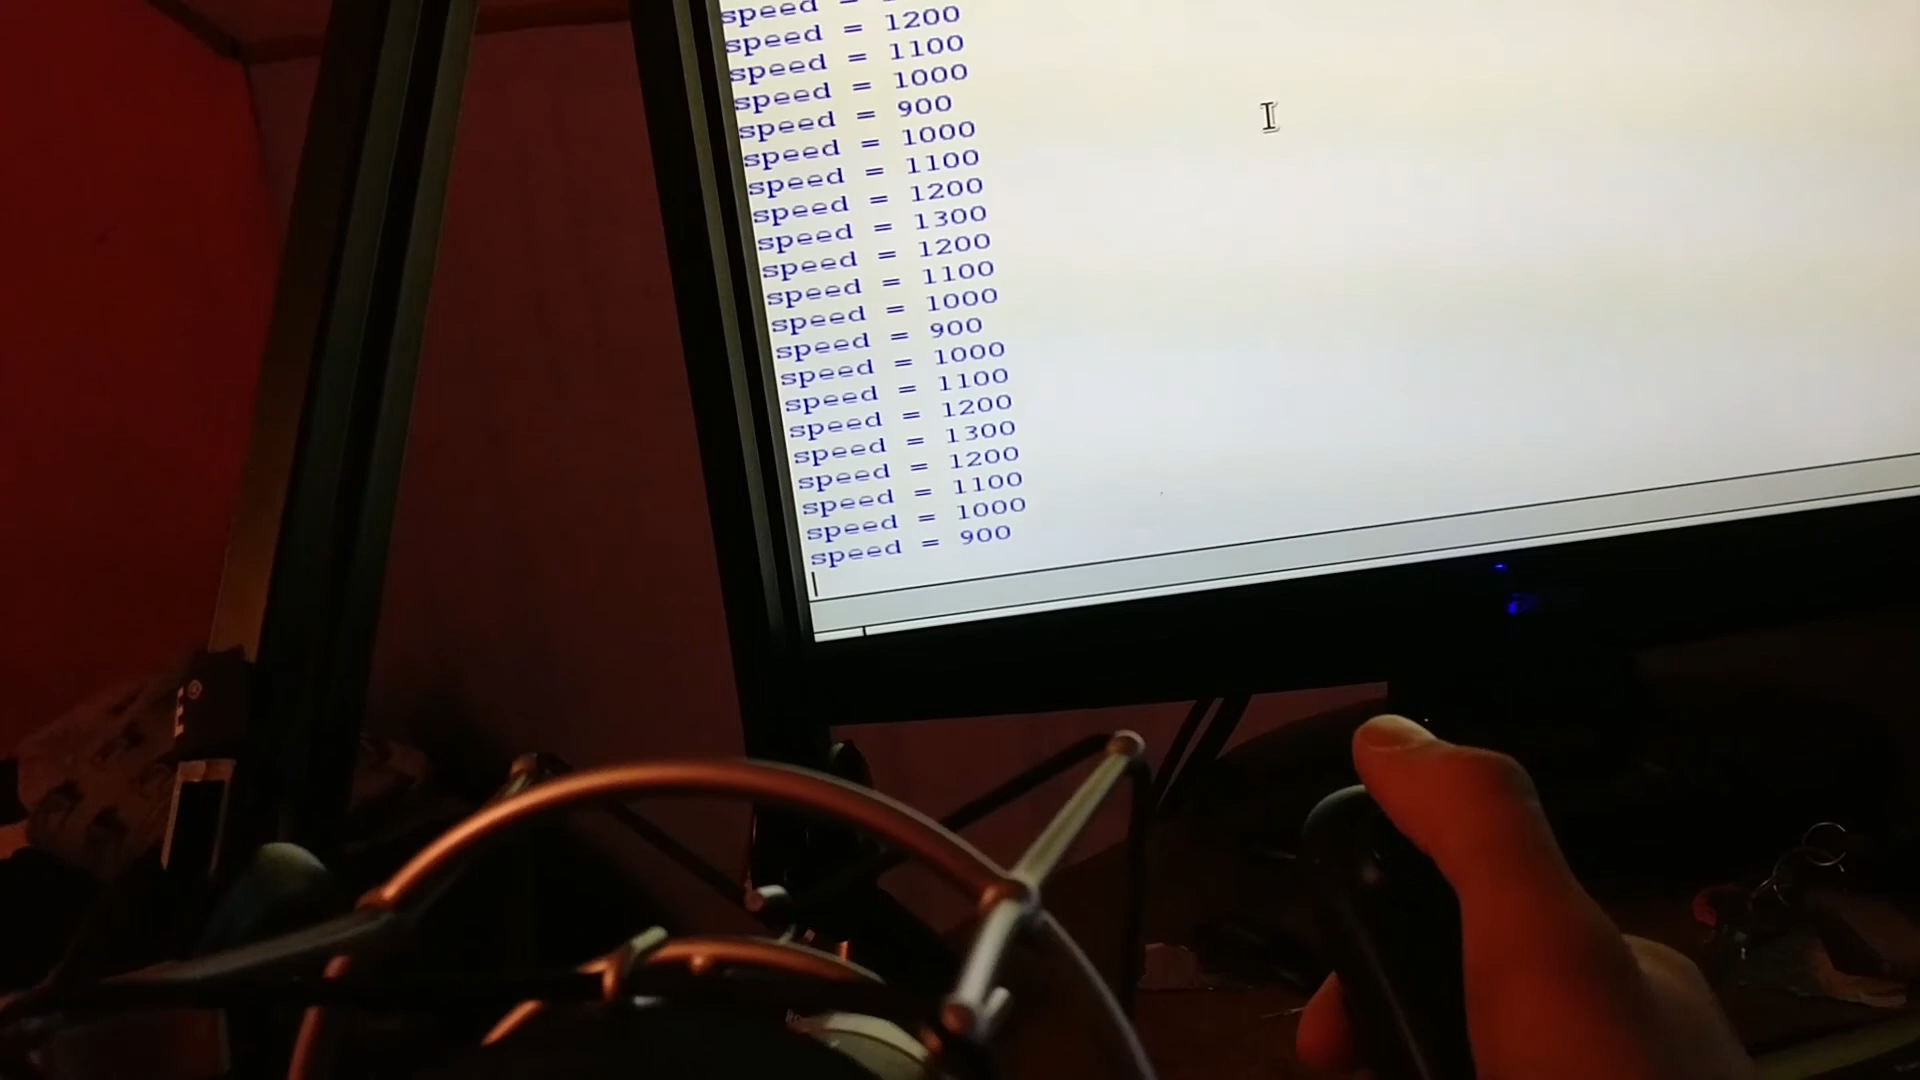 speed =
speed = 1200
speed = 1100
speed = 1000
speed = 900
speed = 1000
speed = 1100
speed = 1200
speed = 1300
speed = 1200
speed = 1100
speed = 1000
speed = 900
speed = 1000
speed = 1100
speed = 1200
speed = 1300
speed = 1200
speed = 1100
speed = 1000
speed = 900